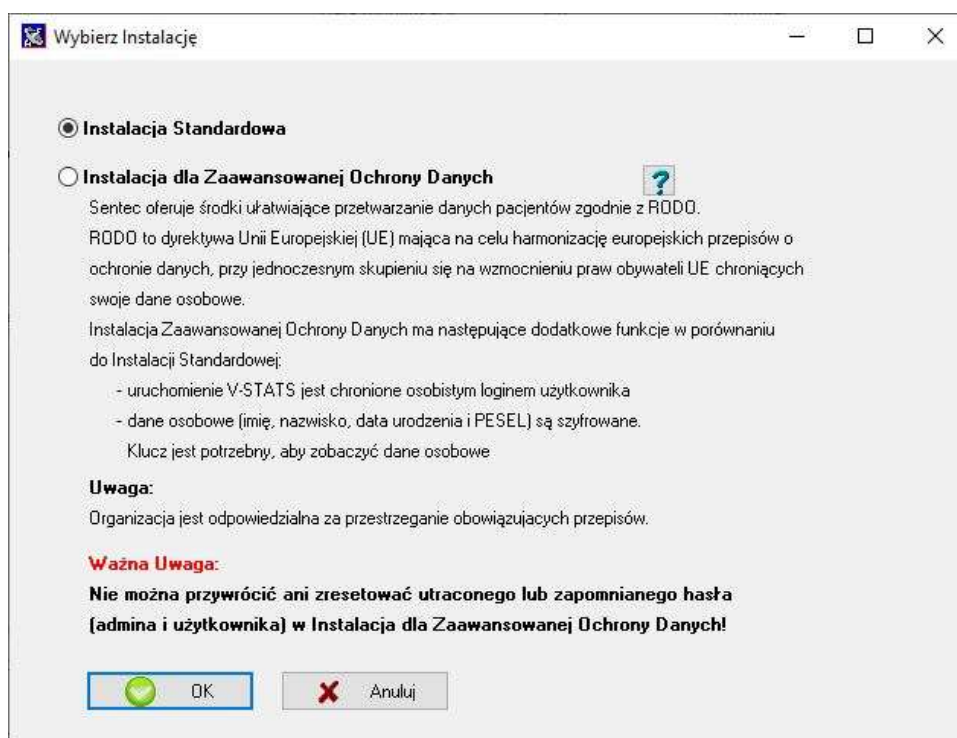 Wybierz Instalację
Instalacja Standardowa
Instalacja dla Zaawansowanej Ochrony Danych
?
Sentec oferuje środki ułatwiające przetwarzanie danych pacjentów zgodnie z RODO.
RODO to dyrektywa Unii Europejskiej (UE) mająca na celu harmonizację europejskich przepisów o
ochronie danych, przy jednoczesnym skupieniu się na wzmocnieniu praw obywateli UE chroniących
swoje dane osobowe.
Instalacja Zaawansowanej Ochrony Danych ma następujące dodatkowe funkcje w porównaniu
do Instalacji Standardowej:
- uruchomienie V-STATS jest chronione osobistym loginem użytkownika
- dane osobowe (imię, nazwisko, data urodzenia i PESEL) są szyfrowane.
Klucz jest potrzebny, aby zobaczyć dane osobowe
Uwaga:
Organizacja jest odpowiedzialna za przestrzeganie obowiązujacych przepisów.
Ważna Uwaga:
Nie można przywrócić ani zresetować utraconego lub zapomnianego hasła
(admina i użytkownika) w Instalacja dla Zaawansowanej Ochrony Danych!
OK
Anuluj